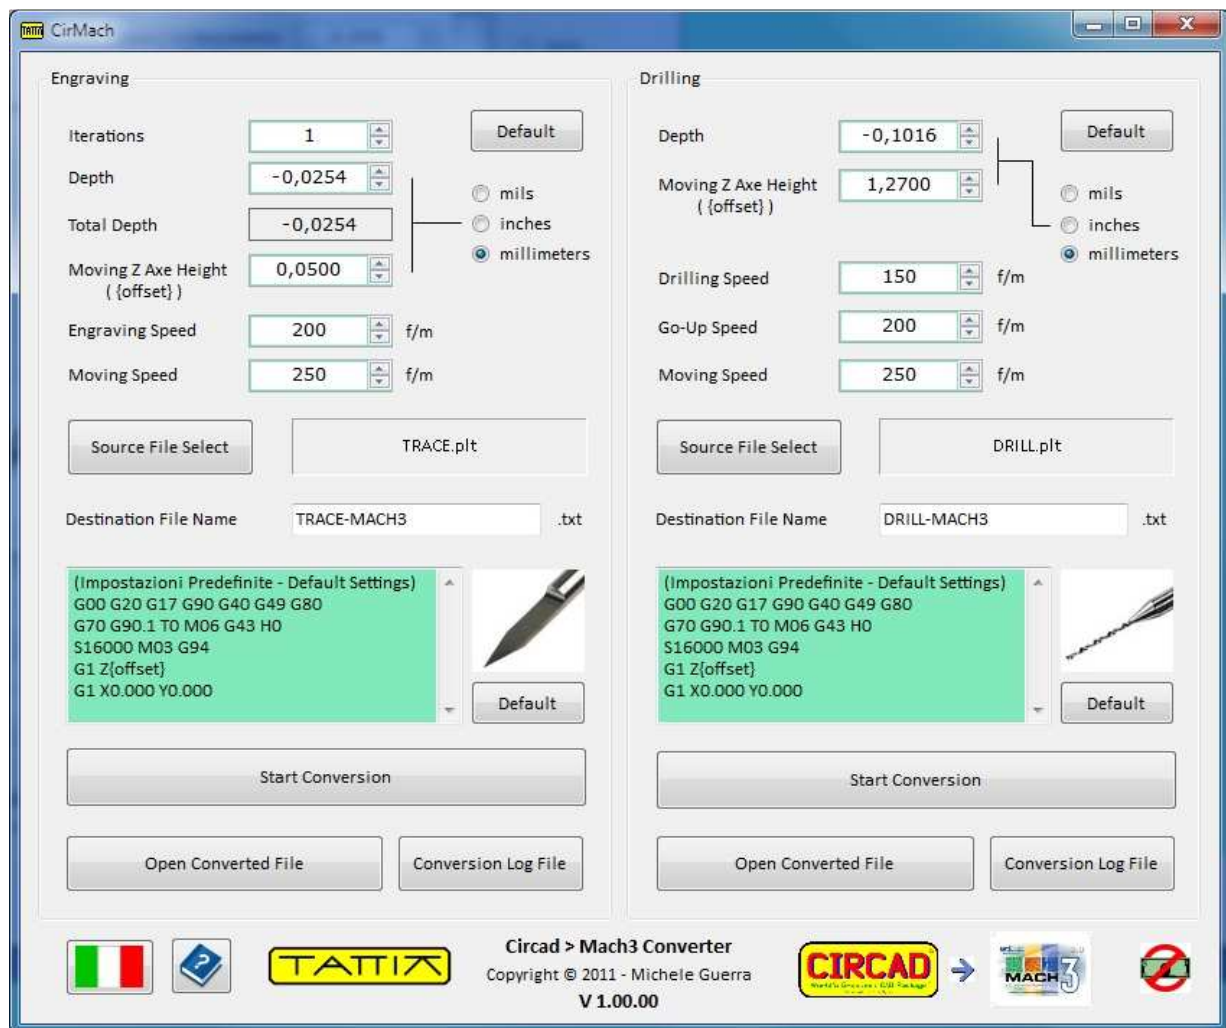 CirMach
Engraving
Iterations 1 Default
Depth -0,0254
mils
Total Depth -0,0254
inches
millimeters
Moving Z Axe Height 0,0500
( {offset} )
Engraving Speed 200 f/m
Moving Speed 250 f/m
Source File Select TRACE.plt
Destination File Name TRACE-MACH3 .txt
(Impostazioni Predefinite - Default Settings)
G00 G20 G17 G90 G40 G49 G80
G70 G90.1 T0 M06 G43 H0
S16000 M03 G94
G1 Z{offset}
G1 X0.000 Y0.000
Default
Start Conversion
Open Converted File Conversion Log File
Drilling
Depth -0,1016 Default
Moving Z Axe Height 1,2700
( {offset} )
mils
inches
millimeters
Drilling Speed 150 f/m
Go-Up Speed 200 f/m
Moving Speed 250 f/m
Source File Select DRILL.plt
Destination File Name DRILL-MACH3 .txt
(Impostazioni Predefinite - Default Settings)
G00 G20 G17 G90 G40 G49 G80
G70 G90.1 T0 M06 G43 H0
S16000 M03 G94
G1 Z{offset}
G1 X0.000 Y0.000
Default
Start Conversion
Open Converted File Conversion Log File
TATTIX
Circad > Mach3 Converter
Copyright © 2011 - Michele Guerra
V 1.00.00
CIRCAD
MACH 3